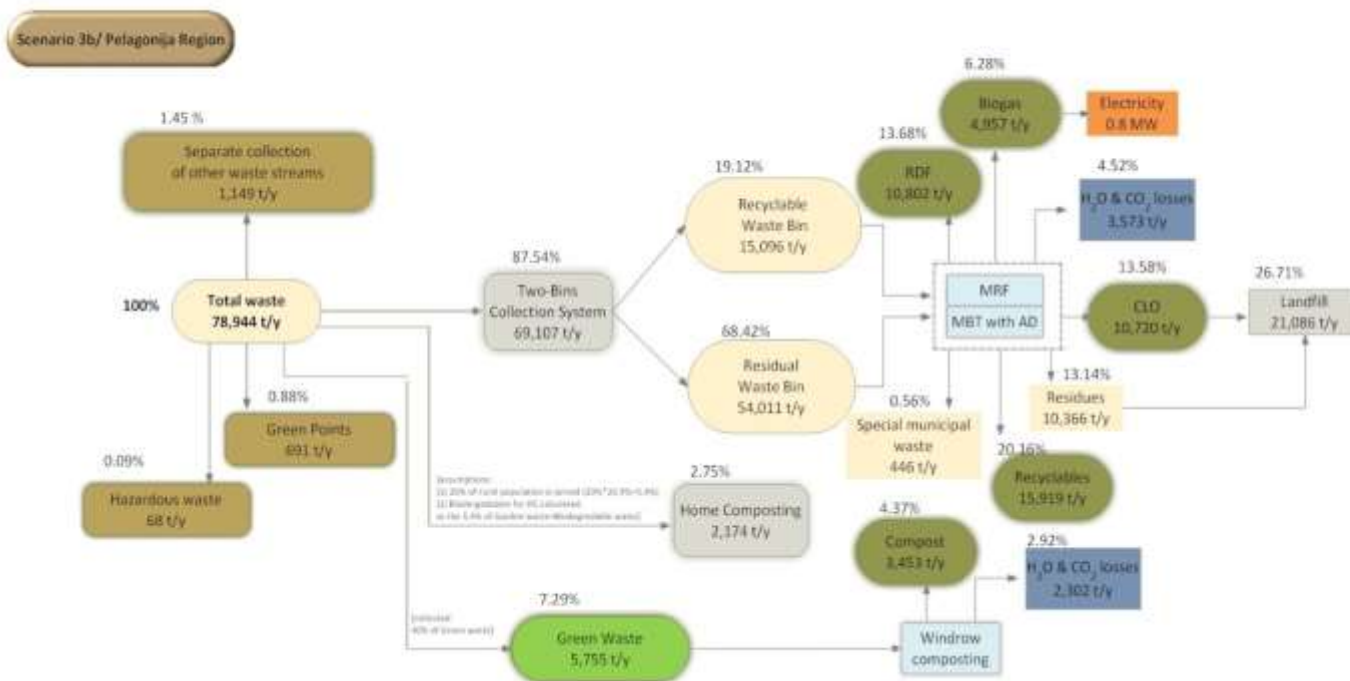 Scenario 3b/ Pelagonija Region
1.45 %
Separate collection
of other waste streams
1,149 t/y
100%
Total waste
78,944 t/y
0.88%
Green Points
691 t/y
0.09%
Hazardous waste
68 t/y
87.54%
Two-Bins
Collection System
69,107 t/y
19.12%
Recyclable
Waste Bin
15,096 t/y
68.42%
Residual
Waste Bin
54,011 t/y
Assumptions:
2.75%
Home Composting
2,174 t/y
7.29%
Green Waste
5,755 t/y
40% of Green waste
6.28%
Biogas
4,957 t/y
Electricity
0.8 MW
13.68%
RDF
10,802 t/y
4.52%
H₂O & CO₂ losses
3,573 t/y
MRF
MBT with AD
13.58%
CLO
10,720 t/y
26.71%
Landfill
21,086 t/y
13.14%
Residues
10,366 t/y
0.56%
Special municipal
waste
446 t/y
20.16%
Recyclables
15,919 t/y
4.37%
Compost
3,453 t/y
2.92%
H₂O & CO₂ losses
2,302 t/y
Windrow
composting